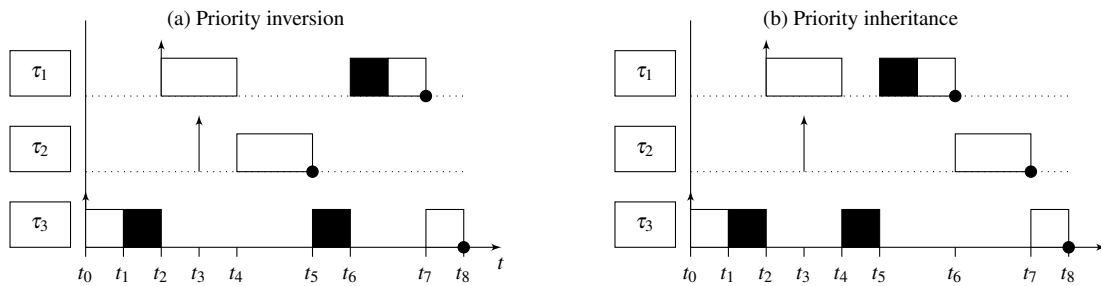 (a) Priority inversion
τ1
τ2
τ3
t0 t1 t2 t3 t4 t5 t6 t7 t8 t
(b) Priority inheritance
τ1
τ2
τ3
t0 t1 t2 t3 t4 t5 t6 t7 t8